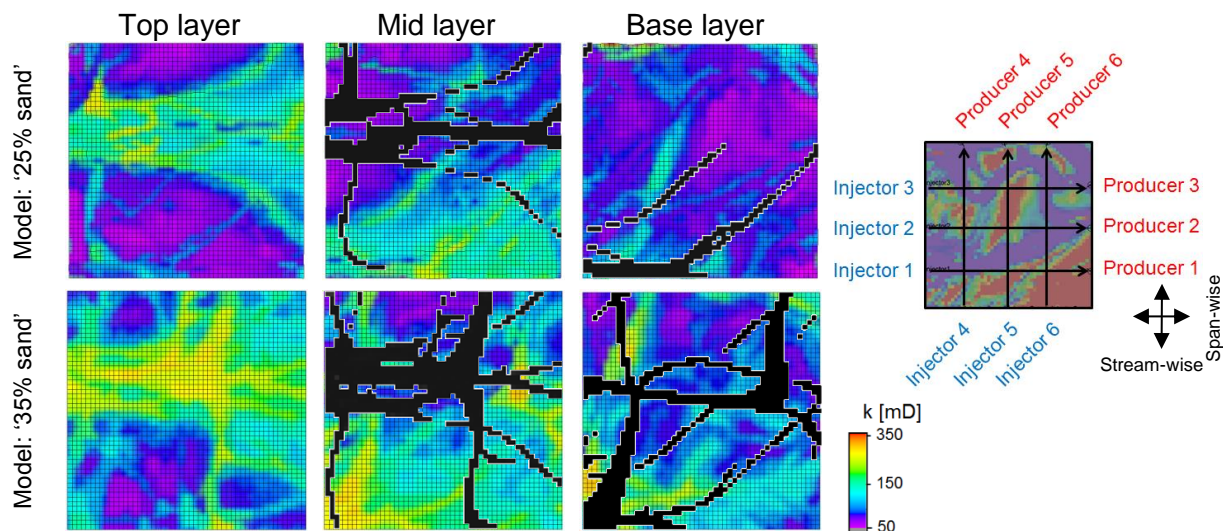 Top layer
Mid layer
Base layer
Model: '25% sand'
Model: '35% sand'
Producer 4
Producer 5
Producer 6
Injector 3
Injector 2
Injector 1
Producer 3
Producer 2
Producer 1
Injector 4
Injector 5
Injector 6
Span-wise
Stream-wise
k [mD]
350
150
50